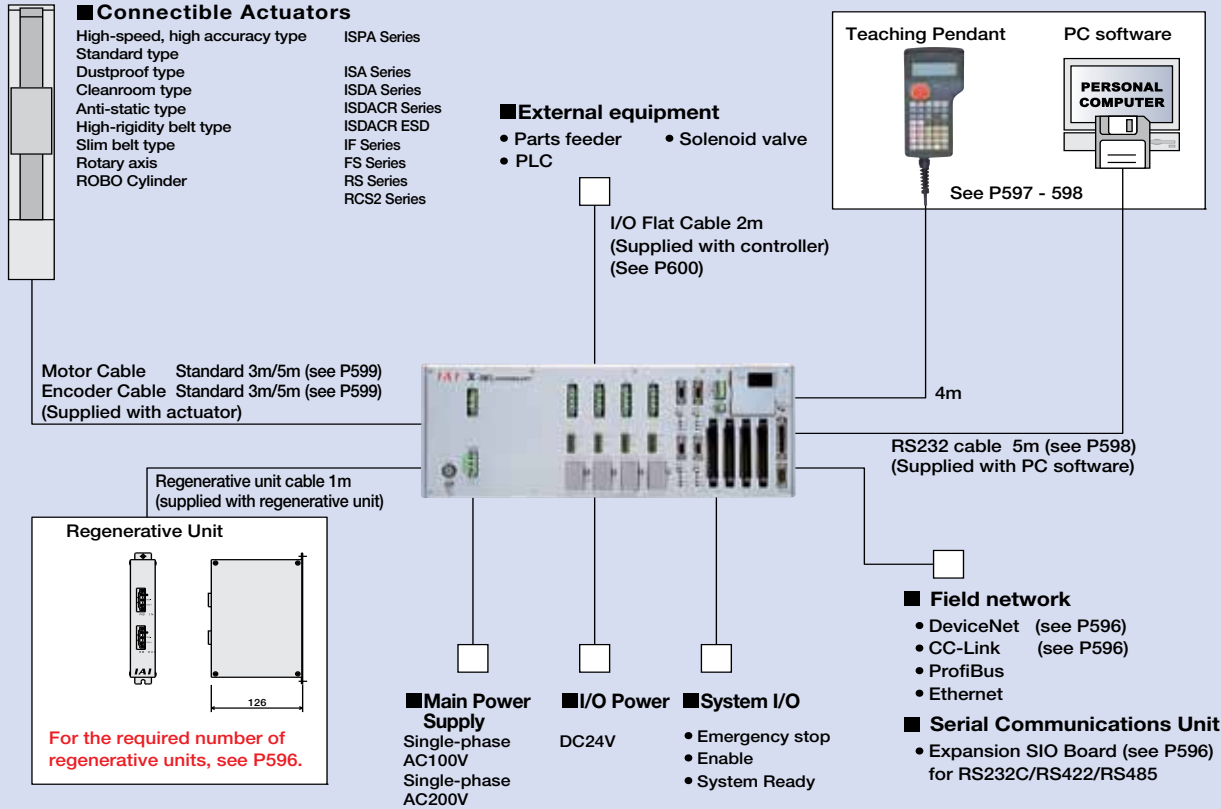 ■Connectible Actuators
High-speed, high accuracy type ISPA Series
Standard type
Dustproof type ISA Series
Cleanroom type ISDA Series
Anti-static type ISDACR Series
High-rigidity belt type ISDACR ESD
Slim belt type IF Series
Rotary axis FS Series
ROBO Cylinder RS Series
RCS2 Series
■External equipment
• Parts feeder • Solenoid valve
• PLC
I/O Flat Cable 2m
(Supplied with controller)
(See P600)
Teaching Pendant PC software
PERSONAL
COMPUTER
See P597 - 598
Motor Cable Standard 3m/5m (see P599)
Encoder Cable Standard 3m/5m (see P599)
(Supplied with actuator)
IAI
4m
RS232 cable 5m (see P598)
(Supplied with PC software)
Regenerative unit cable 1m
(supplied with regenerative unit)
Regenerative Unit
IAI
126
For the required number of
regenerative units, see P596.
■Main Power
Supply
Single-phase
AC100V
Single-phase
AC200V
■I/O Power
DC24V
■System I/O
• Emergency stop
• Enable
• System Ready
■ Field network
• DeviceNet (see P596)
• CC-Link (see P596)
• ProfiBus
• Ethernet
■ Serial Communications Unit
• Expansion SIO Board (see P596)
for RS232C/RS422/RS485